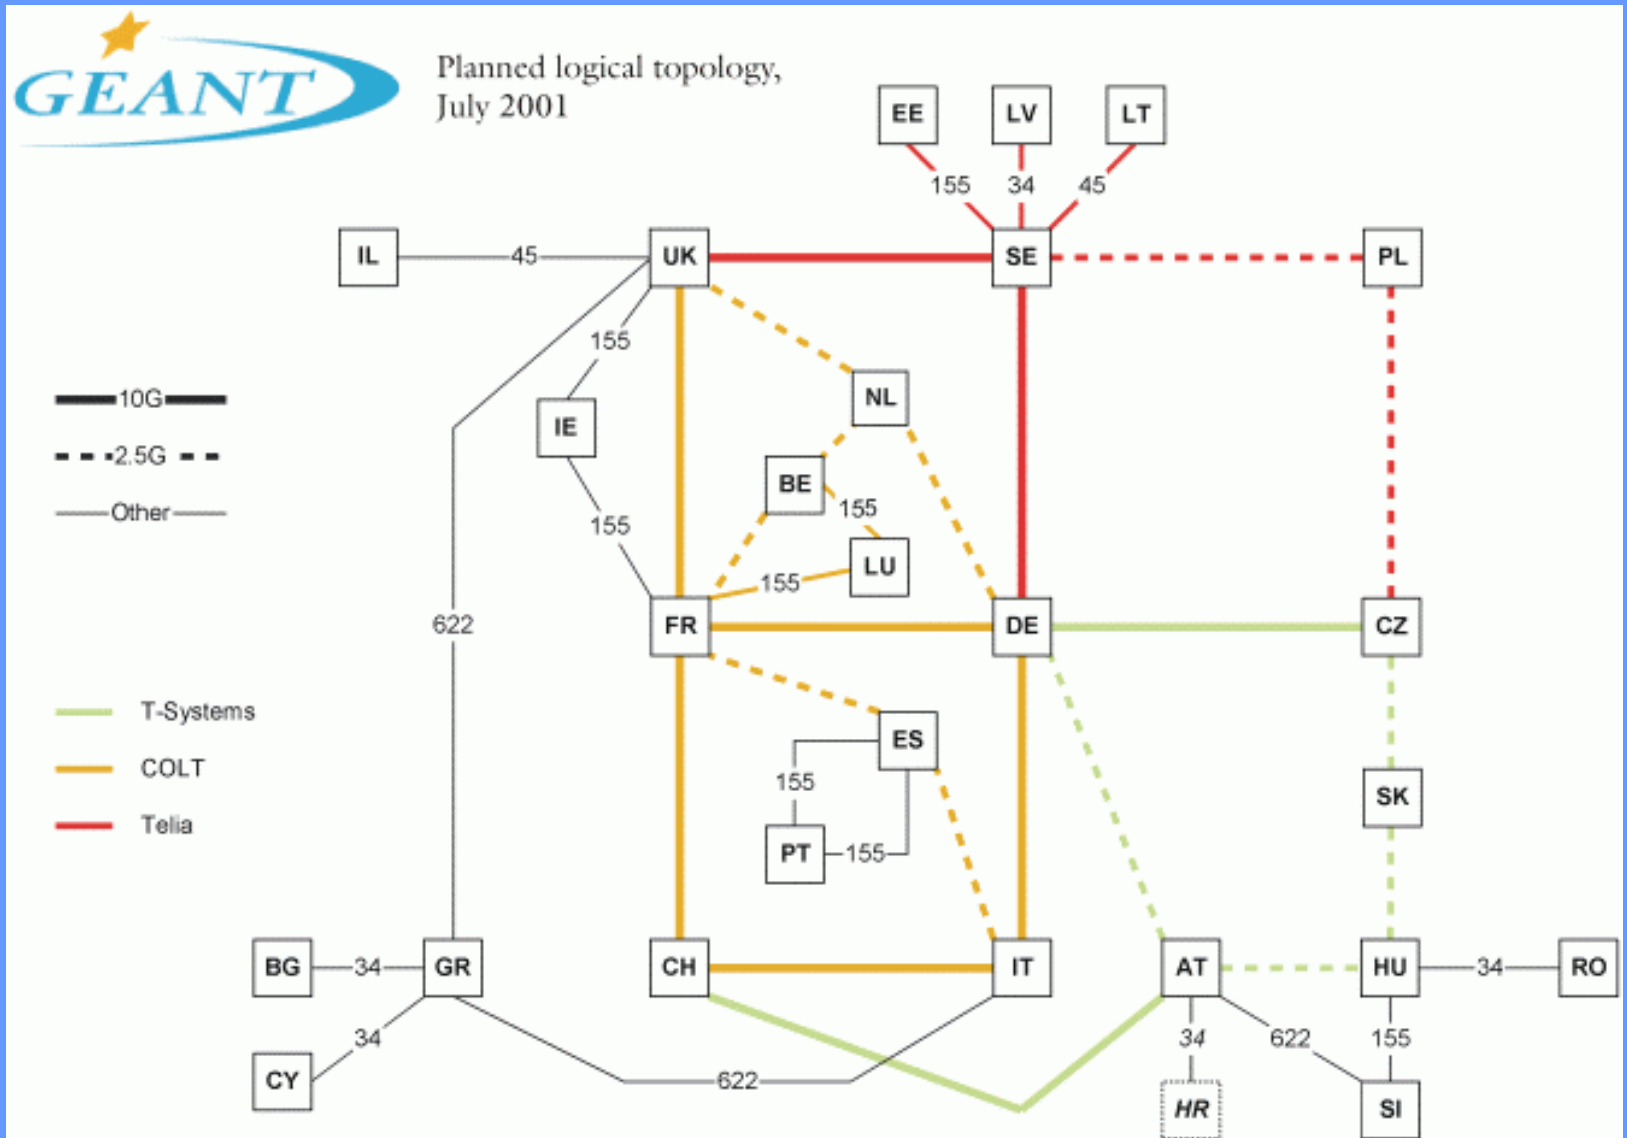 GEANT
Planned logical topology,
July 2001
EE
LV
LT
155
34
45
IL
45
UK
SE
PL
155
NL
10G
IE
2.5G
BE
155
Other
155
LU
155
622
FR
DE
CZ
T-Systems
ES
COLT
155
SK
Telia
PT
155
BG
34
GR
CH
IT
AT
HU
34
RO
34
34
622
155
CY
622
HR
SI